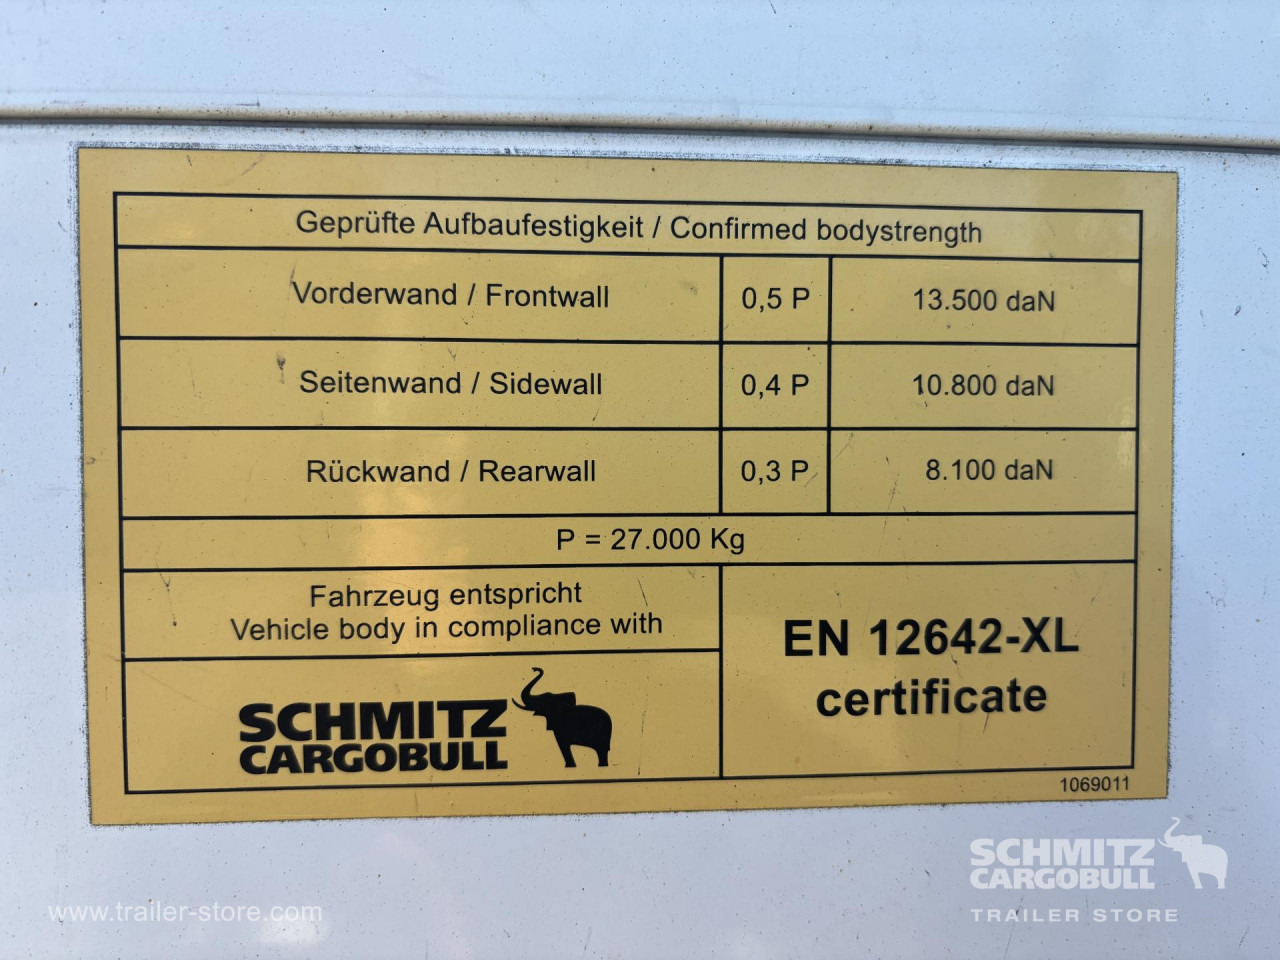 Geprüfte Aufbaufestigkeit / Confirmed bodystrength
Vorderwand / Frontwall 0,5 P 13.500 daN
Seitenwand / Sidewall 0,4 P 10.800 daN
Rückwand / Rearwall 0,3 P 8.100 daN
P = 27.000 Kg
Fahrzeug entspricht
Vehicle body in compliance with
EN 12642-XL
certificate
SCHMITZ
CARGOBULL
1069011
SCHMITZ
CARGOBULL
TRAILER STORE
www.trailer-store.com